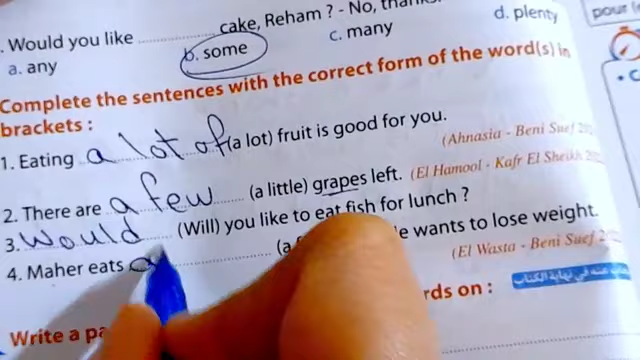 . Would you like .............. cake, Reham ? - No, thanks.
a. any b. some c. many d. plenty
Complete the sentences with the correct form of the word(s) in
brackets :
1. Eating a lot of (a lot) fruit is good for you.
(Ahnasia - Beni Suef
2. There are a few (a little) grapes left. (El Hamool - Kafr El Sheikh
3. Would (Will) you like to eat fish for lunch ?
4. Maher eats a .............. (a wants to lose weight.
(El Wasta - Beni Suef
rds on :
Write a pa
pour